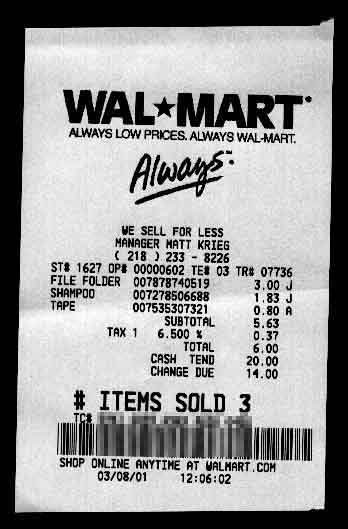 WAL★MART
ALWAYS LOW PRICES. ALWAYS WAL-MART.
Always.™
WE SELL FOR LESS
MANAGER MATT KRIEG
( 218 ) 233 - 8226
ST# 1627 OP# 00000602 TE# 03 TR# 07736
FILE FOLDER 007878740519 3.00 J
SHAMPOO 007278506688 1.83 J
TAPE 007535307321 0.80 A
SUBTOTAL 5.63
TAX 1 6.500 % 0.37
TOTAL 6.00
CASH TEND 20.00
CHANGE DUE 14.00
# ITEMS SOLD 3
TC#
SHOP ONLINE ANYTIME AT WALMART.COM
03/08/01 12:06:02